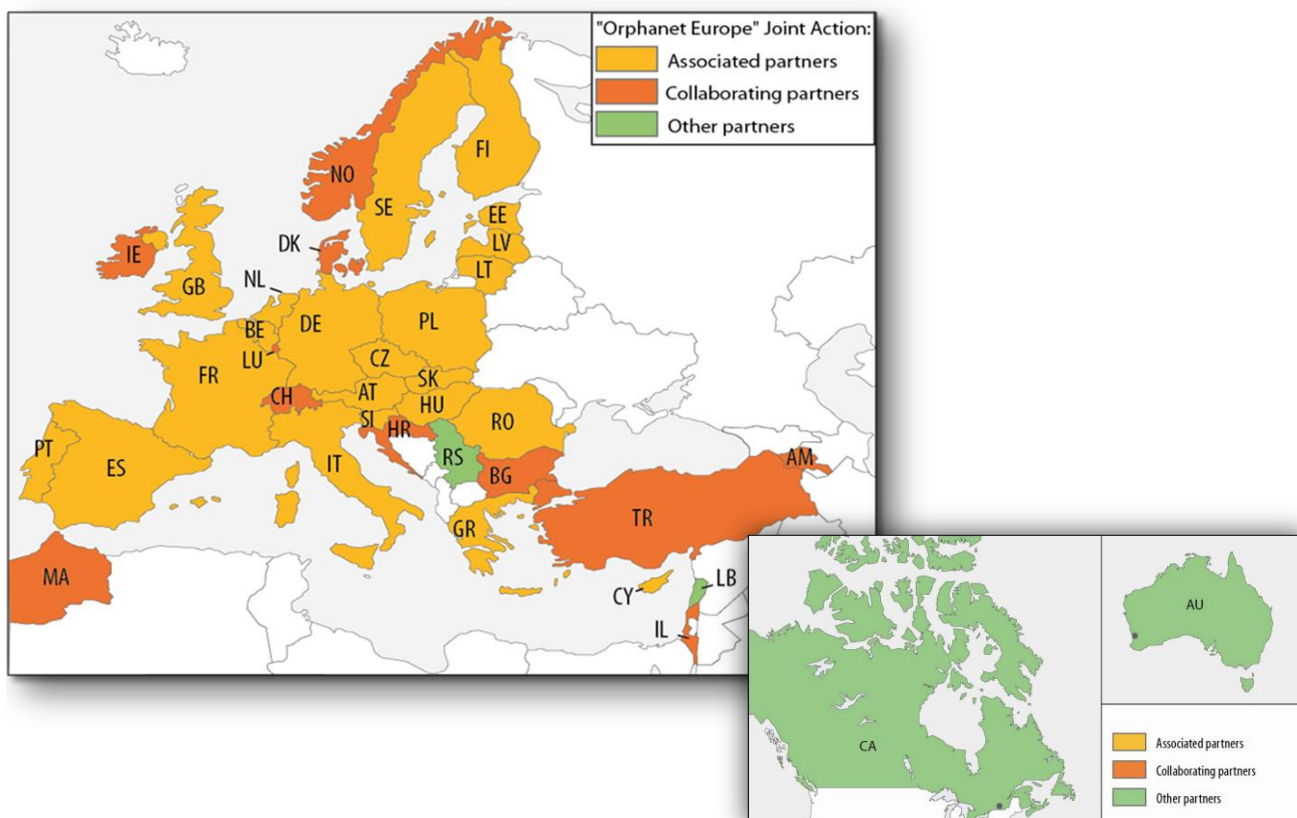 "Orphanet Europe" Joint Action:
Associated partners
Collaborating partners
Other partners
FI
NO
SE
EE
DK
LV
IE
LT
NL
GB
BE
DE
PL
LU
CZ
FR
SK
CH
AT
HU
SI
RO
HR
PT
RS
AM
ES
IT
BG
TR
GR
MA
LB
CY
IL
AU
CA
Associated partners
Collaborating partners
Other partners